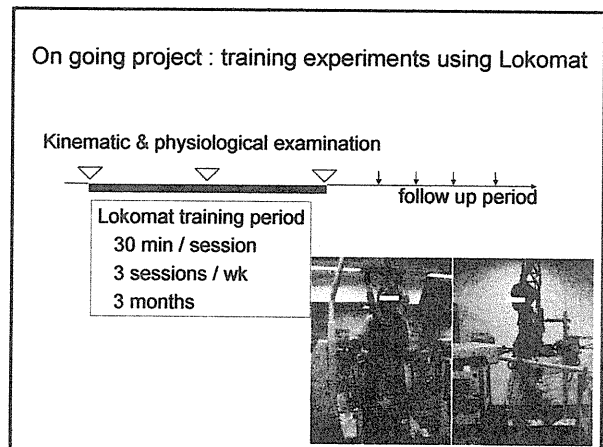 On going project : training experiments using Lokomat
Kinematic & physiological examination
follow up period
Lokomat training period
30 min / session
3 sessions / wk
3 months